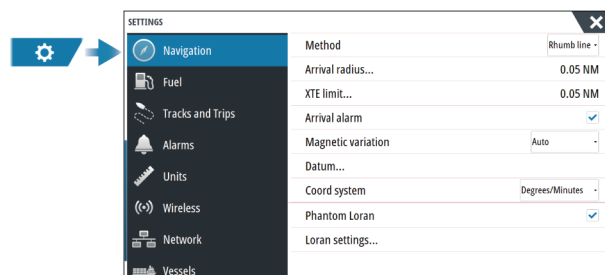 SETTINGS
Navigation
Fuel
Tracks and Trips
Alarms
Units
Wireless
Network
Vessels
Method Rhumb line
Arrival radius... 0.05 NM
XTE limit... 0.05 NM
Arrival alarm
Magnetic variation Auto
Datum...
Coord system Degrees/Minutes
Phantom Loran
Loran settings...